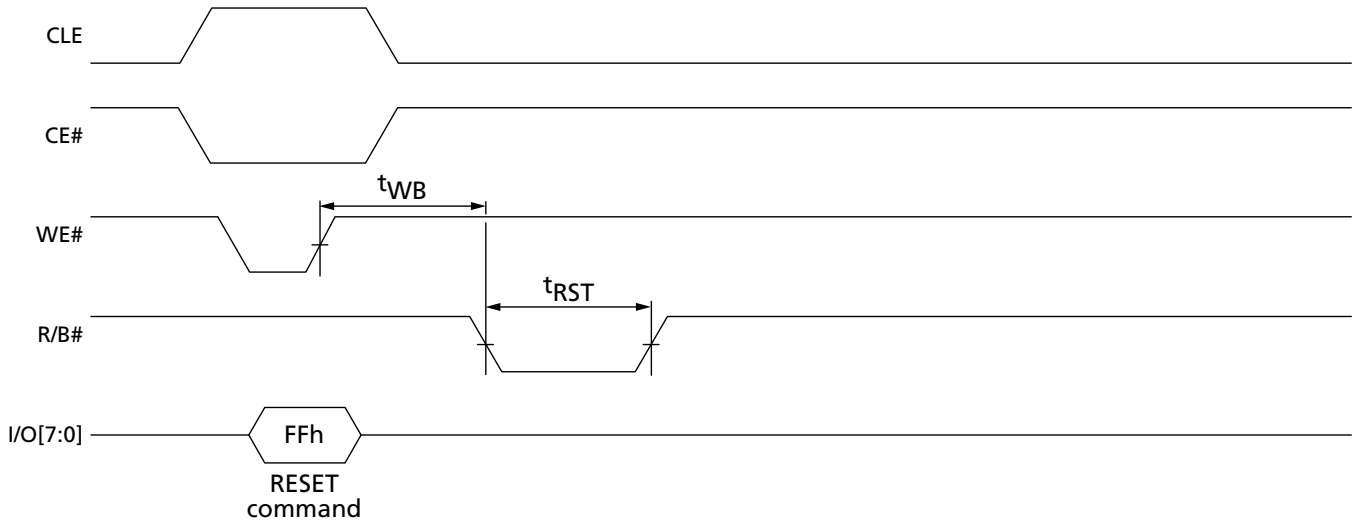 CLE
CE#
tWB
WE#
tRST
R/B#
I/O[7:0]
FFh
RESET
command